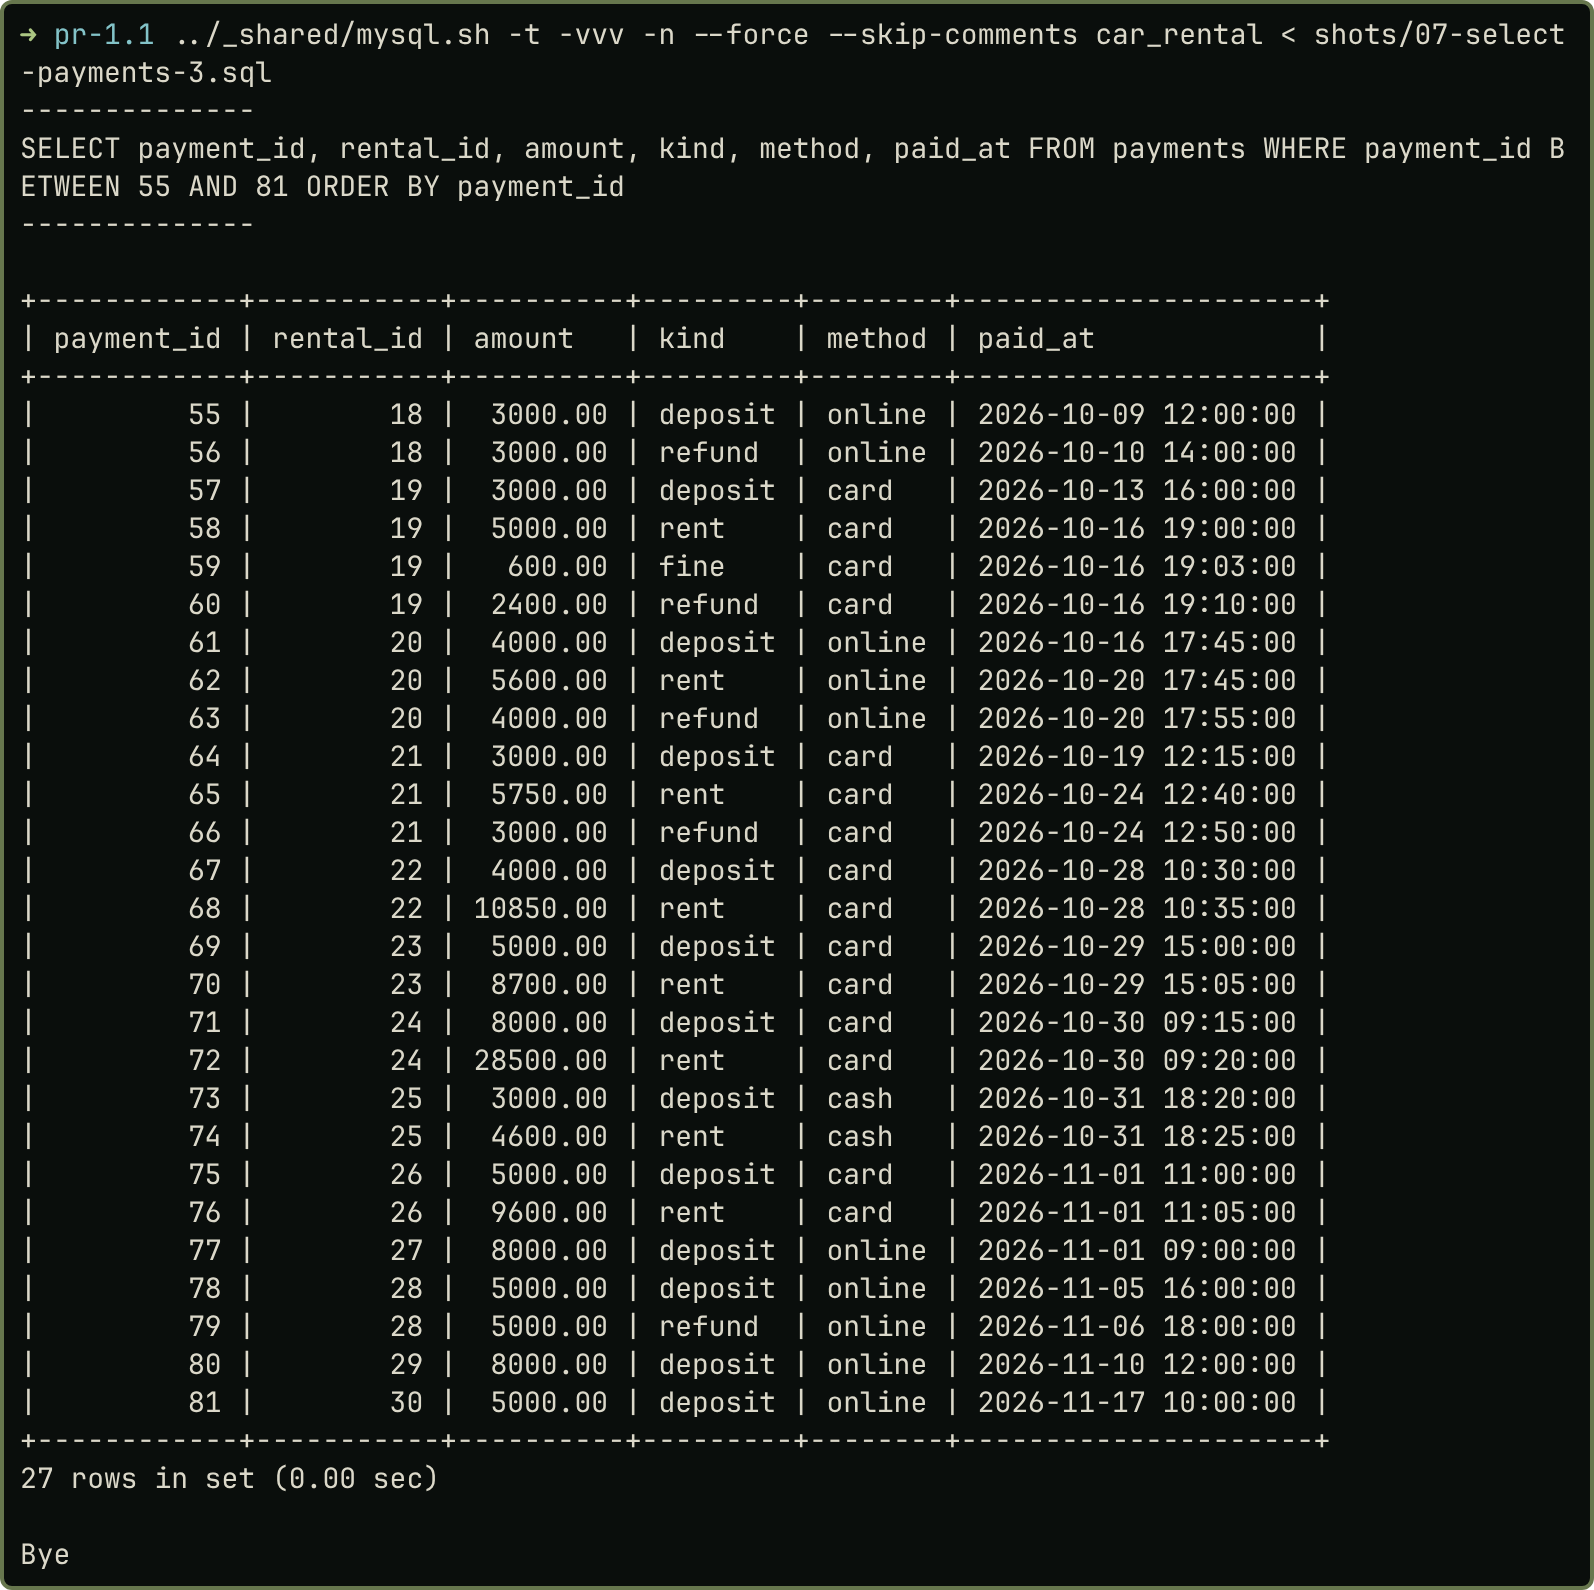 → pr-1.1 ../_shared/mysql.sh -t -vvv -n --force --skip-comments car_rental < shots/07-select
-payments-3.sql
--------------
SELECT payment_id, rental_id, amount, kind, method, paid_at FROM payments WHERE payment_id B
ETWEEN 55 AND 81 ORDER BY payment_id
--------------

+------------+-----------+----------+---------+--------+---------------------+
| payment_id | rental_id | amount   | kind    | method | paid_at             |
+------------+-----------+----------+---------+--------+---------------------+
|         55 |        18 |  3000.00 | deposit | online | 2026-10-09 12:00:00 |
|         56 |        18 |  3000.00 | refund  | online | 2026-10-10 14:00:00 |
|         57 |        19 |  3000.00 | deposit | card   | 2026-10-13 16:00:00 |
|         58 |        19 |  5000.00 | rent    | card   | 2026-10-16 19:00:00 |
|         59 |        19 |   600.00 | fine    | card   | 2026-10-16 19:03:00 |
|         60 |        19 |  2400.00 | refund  | card   | 2026-10-16 19:10:00 |
|         61 |        20 |  4000.00 | deposit | online | 2026-10-16 17:45:00 |
|         62 |        20 |  5600.00 | rent    | online | 2026-10-20 17:45:00 |
|         63 |        20 |  4000.00 | refund  | online | 2026-10-20 17:55:00 |
|         64 |        21 |  3000.00 | deposit | card   | 2026-10-19 12:15:00 |
|         65 |        21 |  5750.00 | rent    | card   | 2026-10-24 12:40:00 |
|         66 |        21 |  3000.00 | refund  | card   | 2026-10-24 12:50:00 |
|         67 |        22 |  4000.00 | deposit | card   | 2026-10-28 10:30:00 |
|         68 |        22 | 10850.00 | rent    | card   | 2026-10-28 10:35:00 |
|         69 |        23 |  5000.00 | deposit | card   | 2026-10-29 15:00:00 |
|         70 |        23 |  8700.00 | rent    | card   | 2026-10-29 15:05:00 |
|         71 |        24 |  8000.00 | deposit | card   | 2026-10-30 09:15:00 |
|         72 |        24 | 28500.00 | rent    | card   | 2026-10-30 09:20:00 |
|         73 |        25 |  3000.00 | deposit | cash   | 2026-10-31 18:20:00 |
|         74 |        25 |  4600.00 | rent    | cash   | 2026-10-31 18:25:00 |
|         75 |        26 |  5000.00 | deposit | card   | 2026-11-01 11:00:00 |
|         76 |        26 |  9600.00 | rent    | card   | 2026-11-01 11:05:00 |
|         77 |        27 |  8000.00 | deposit | online | 2026-11-01 09:00:00 |
|         78 |        28 |  5000.00 | deposit | online | 2026-11-05 16:00:00 |
|         79 |        28 |  5000.00 | refund  | online | 2026-11-06 18:00:00 |
|         80 |        29 |  8000.00 | deposit | online | 2026-11-10 12:00:00 |
|         81 |        30 |  5000.00 | deposit | online | 2026-11-17 10:00:00 |
+------------+-----------+----------+---------+--------+---------------------+
27 rows in set (0.00 sec)

Bye